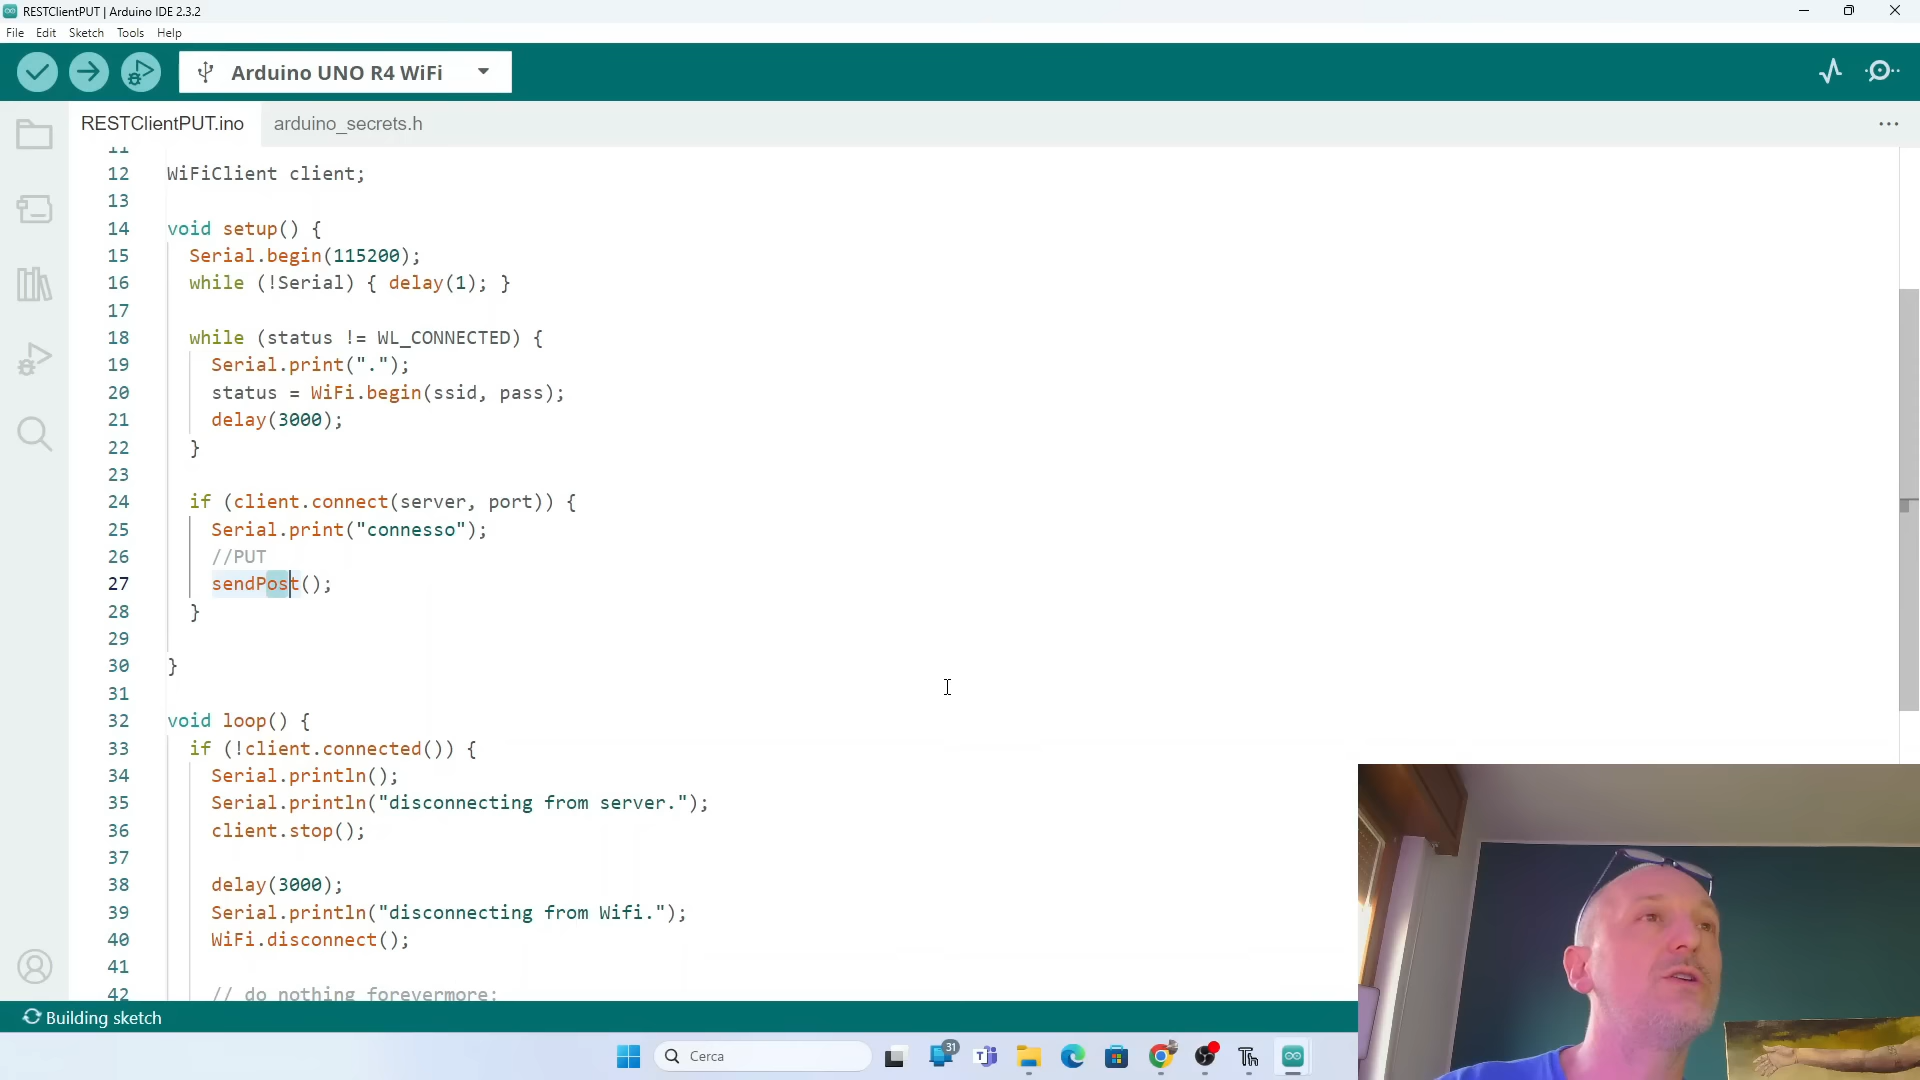 RESTClientPUT | Arduino IDE 2.3.2
File Edit Sketch Tools Help
Arduino UNO R4 WiFi
RESTClientPUT.ino arduino_secrets.h
11
12 WiFiClient client;
13
14 void setup() {
15 Serial.begin(115200);
16 while (!Serial) { delay(1); }
17
18 while (status != WL_CONNECTED) {
19 Serial.print(".");
20 status = WiFi.begin(ssid, pass);
21 delay(3000);
22 }
23
24 if (client.connect(server, port)) {
25 Serial.print("connesso");
26 //PUT
27 sendPost();
28 }
29
30 }
31
32 void loop() {
33 if (!client.connected()) {
34 Serial.println();
35 Serial.println("disconnecting from server.");
36 client.stop();
37
38 delay(3000);
39 Serial.println("disconnecting from Wifi.");
40 WiFi.disconnect();
41
42 // do nothing forevermore:
Building sketch
Cerca
31